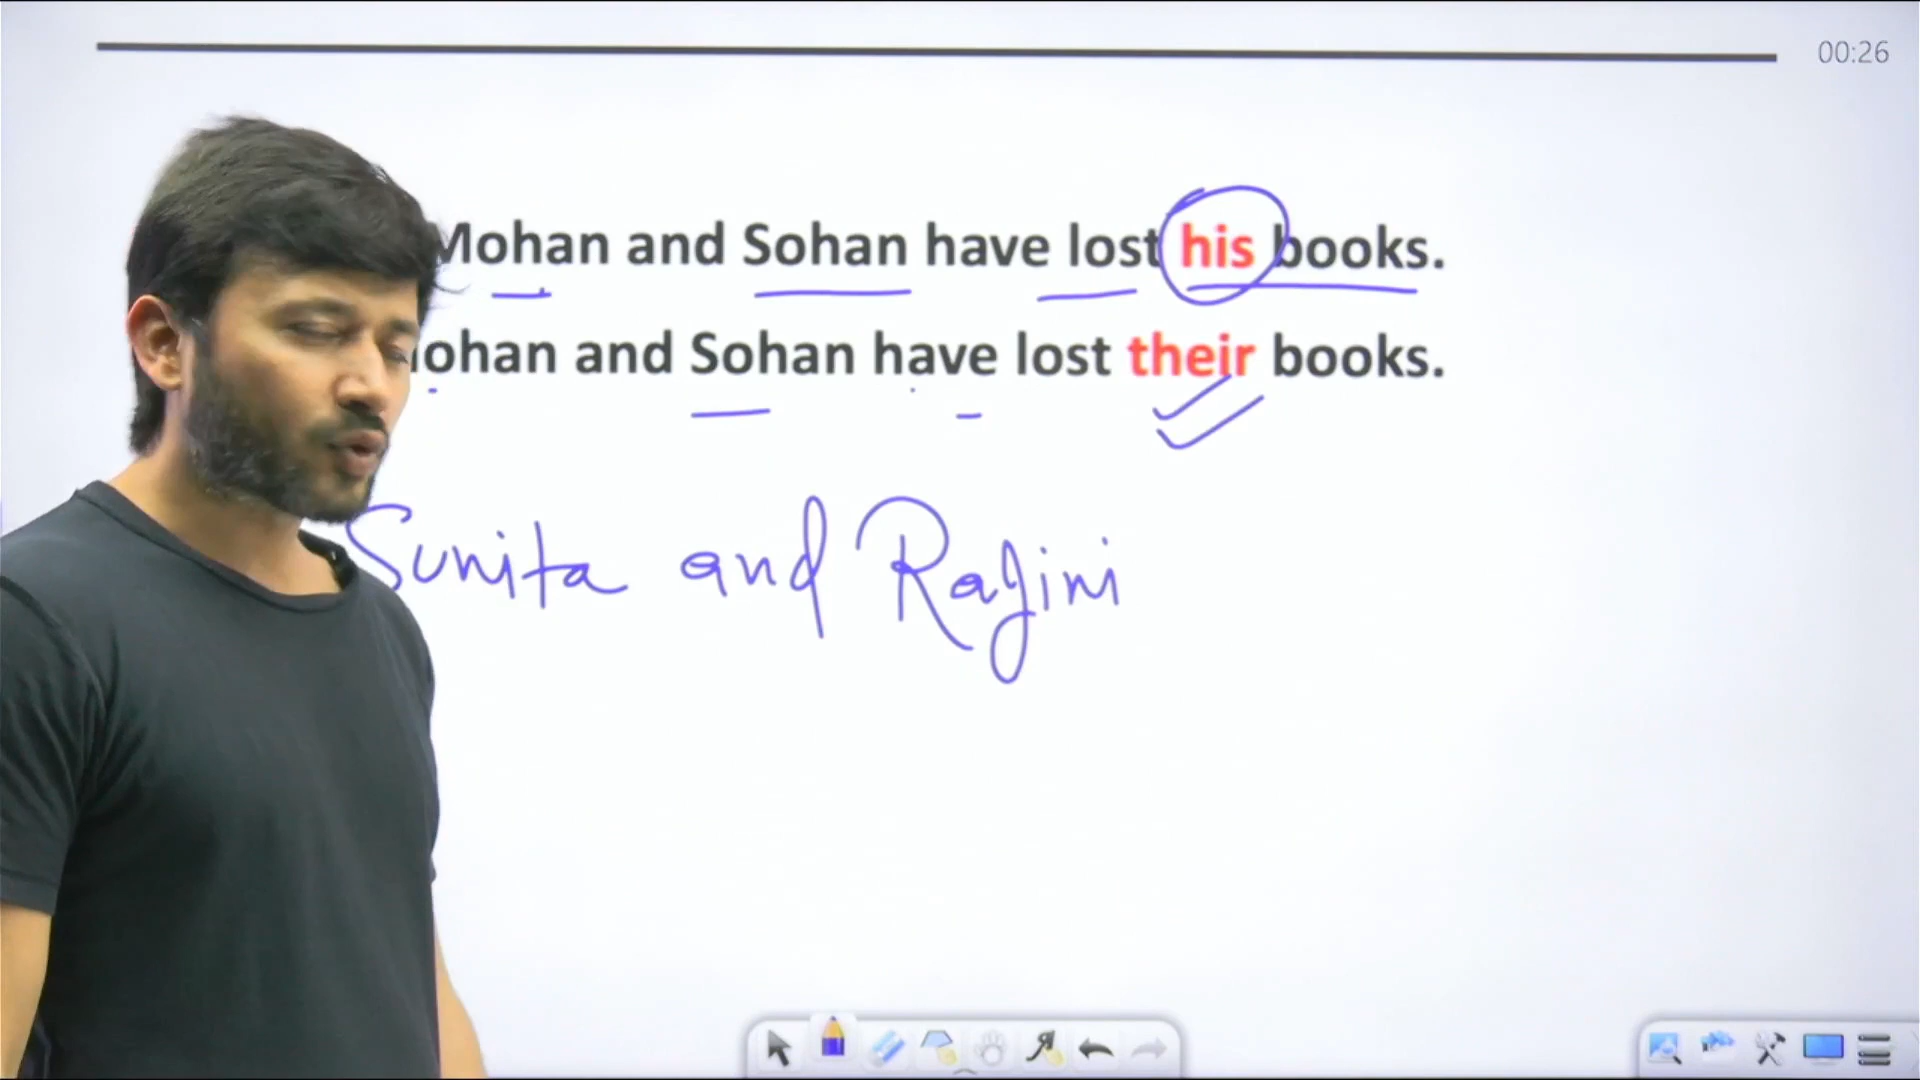 00:26
Mohan and Sohan have lost his books.
ohan and Sohan have lost their books.
Sunita and Rajini